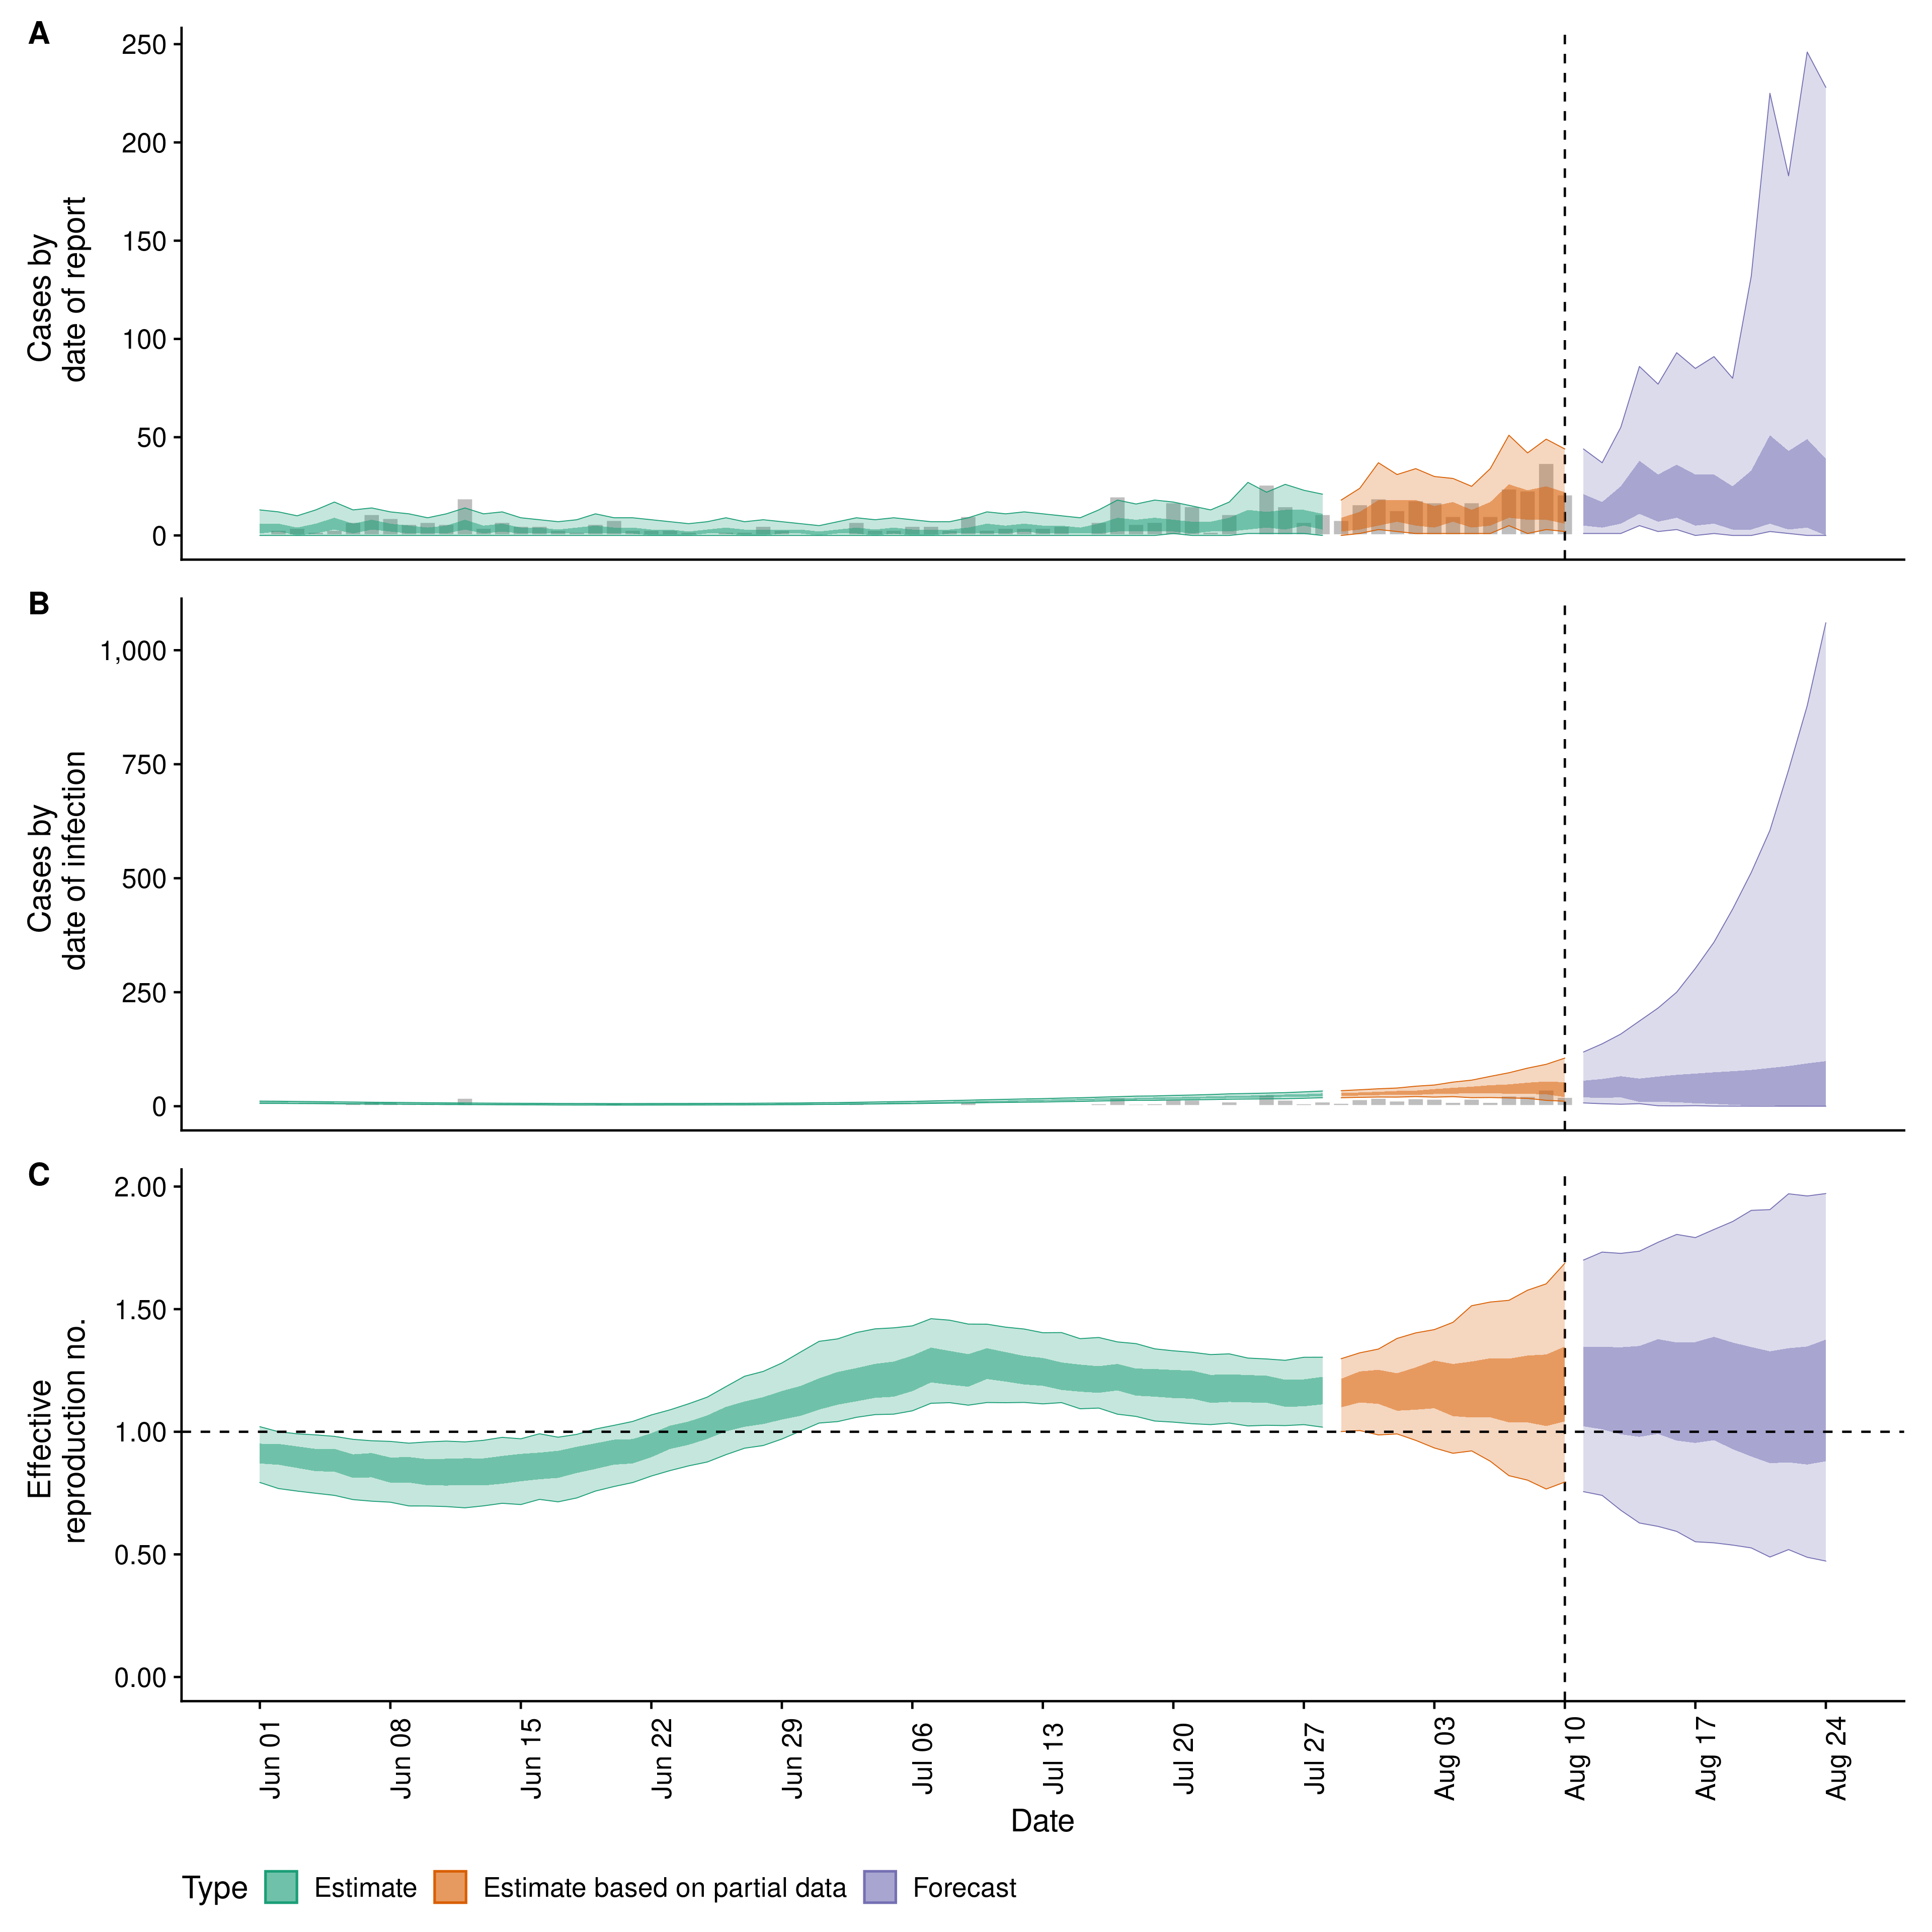 A
250
200
150
100
50
0
Cases by
date of report
B
1,000
750
500
250
0
Cases by
date of infection
C
2.00
1.50
1.00
0.50
0.00
Effective
reproduction no.
Jun 01
Jun 08
Jun 15
Jun 22
Jun 29
Jul 06
Jul 13
Jul 20
Jul 27
Aug 03
Aug 10
Aug 17
Aug 24
Date
Type Estimate Estimate based on partial data Forecast